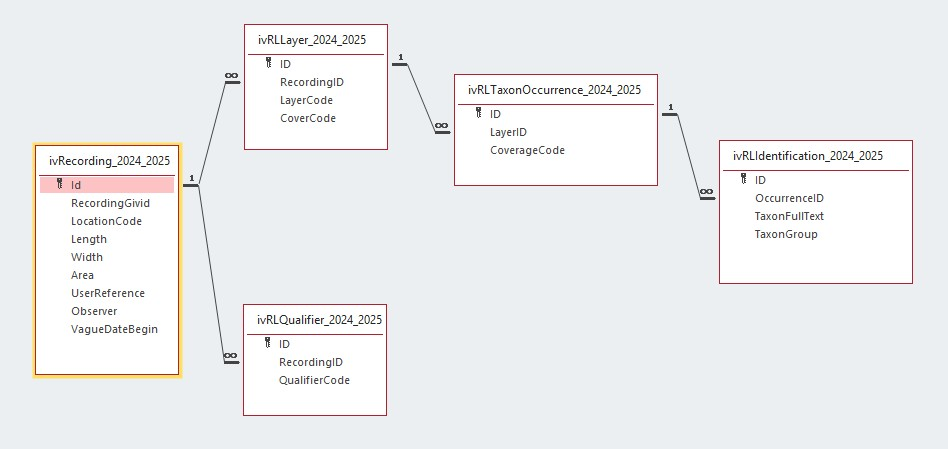 ivRLLayer_2024_2025
ID
RecordingID
LayerCode
CoverCode
1
∞
ivRLTaxonOccurrence_2024_2025
ID
LayerID
CoverageCode
1
∞
ivRLIdentification_2024_2025
ID
OccurrenceID
TaxonFullText
TaxonGroup
∞
ivRecording_2024_2025
Id
RecordingGivid
LocationCode
Length
Width
Area
UserReference
Observer
VagueDateBegin
1
ivRLQualifier_2024_2025
ID
RecordingID
QualifierCode
∞